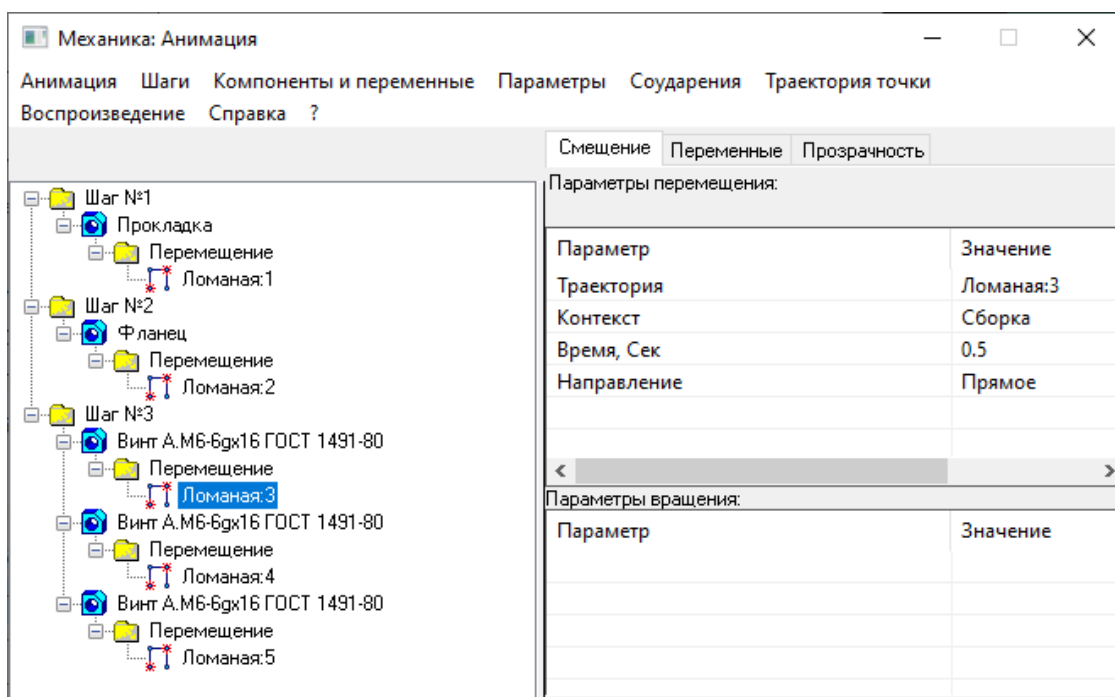 Механика: Анимация
Анимация Шаги Компоненты и переменные Параметры Соударения Траектория точки
Воспроизведение Справка ?
Смещение Переменные Прозрачность
Шаг №1
Прокладка
Перемещение
Ломаная:1
Шаг №2
Фланец
Перемещение
Ломаная:2
Шаг №3
Винт А.М6-6gx16 ГОСТ 1491-80
Перемещение
Ломаная:3
Винт А.М6-6gx16 ГОСТ 1491-80
Перемещение
Ломаная:4
Винт А.М6-6gx16 ГОСТ 1491-80
Перемещение
Ломаная:5
Параметры перемещения:
Параметр Значение
Траектория Ломаная:3
Контекст Сборка
Время, Сек 0.5
Направление Прямое
Параметры вращения:
Параметр Значение